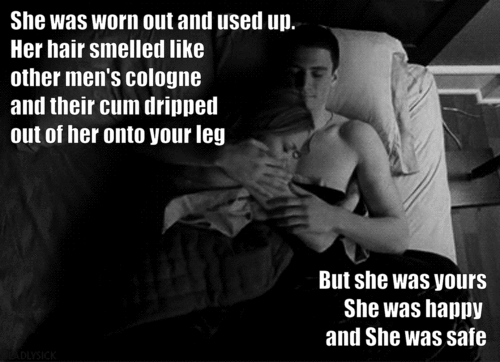 She was worn out and used up.
Her hair smelled like
other men's cologne
and their cum dripped
out of her onto your leg
But she was yours
She was happy
and She was safe